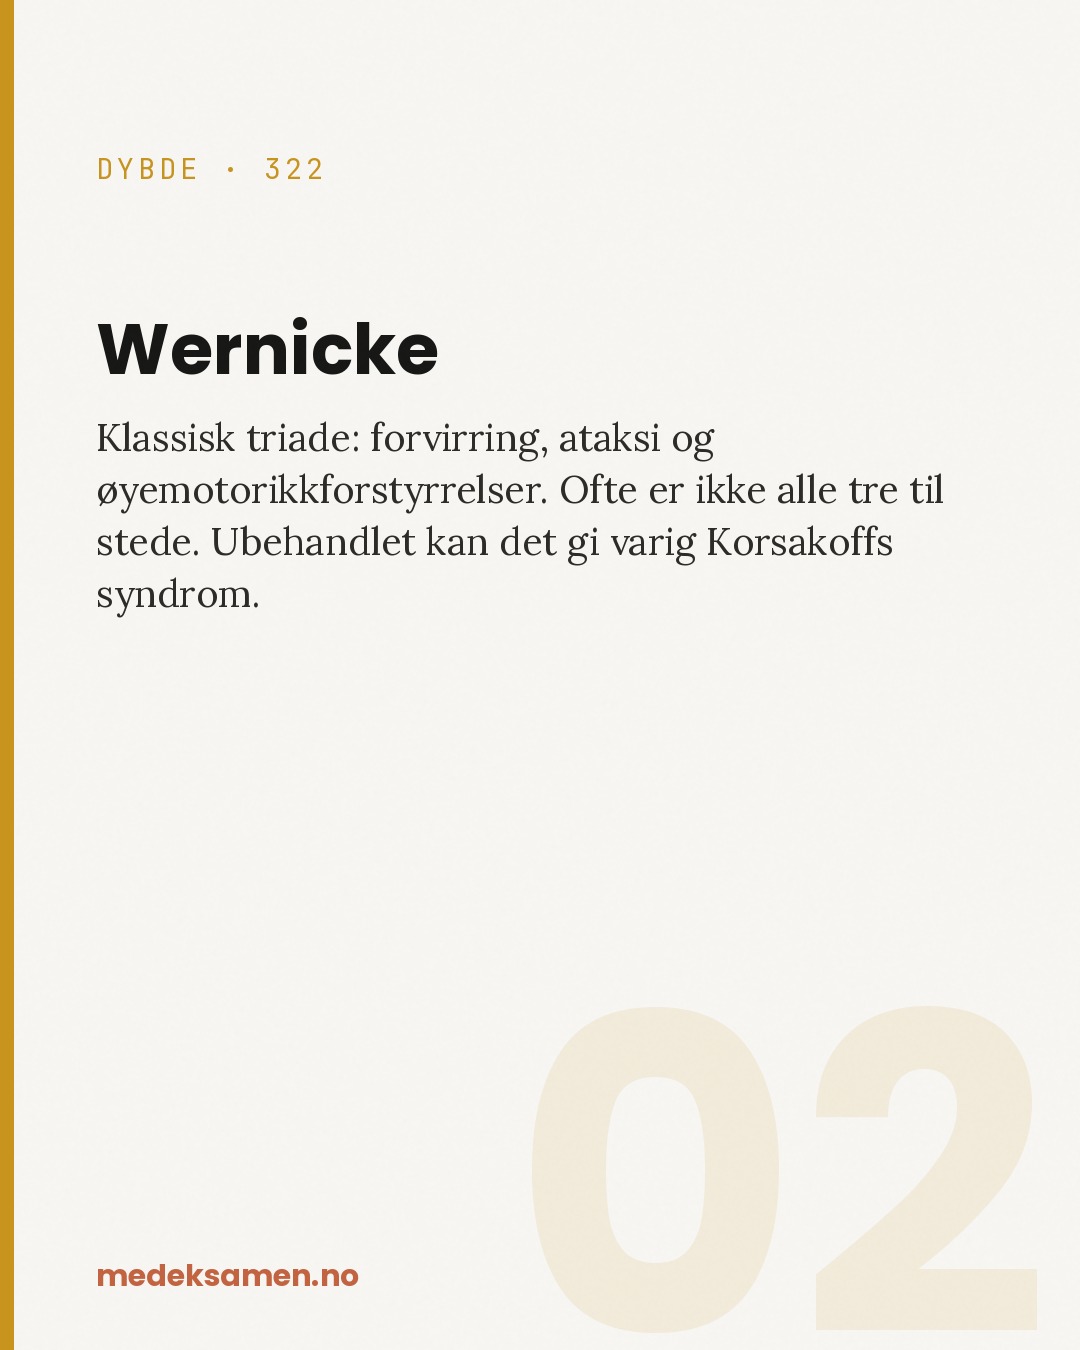 DYBDE · 322
Wernicke
Klassisk triade: forvirring, ataksi og
øyemotorikkforstyrrelser. Ofte er ikke alle tre til
stede. Ubehandlet kan det gi varig Korsakoffs
syndrom.
02
medeksamen.no